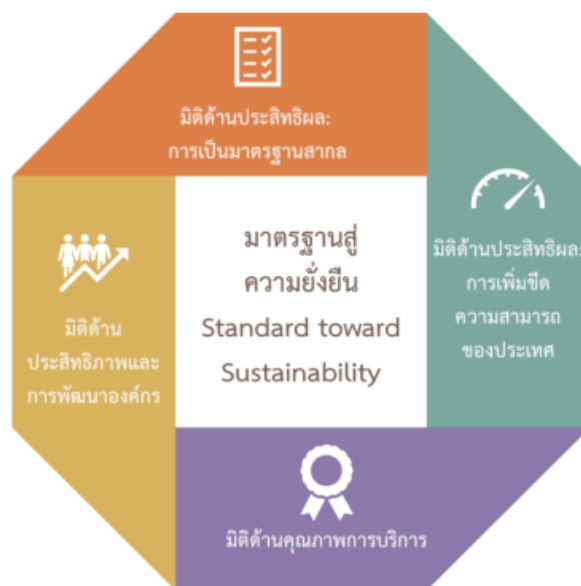 มิติด้านประสิทธิผล:
การเป็นมาตรฐานสากล
มิติด้านประสิทธิผล:
การเพิ่มขีด
ความสามารถ
ของประเทศ
มาตรฐานสู่
ความยั่งยืน
Standard toward
Sustainability
มิติด้าน
ประสิทธิภาพและ
การพัฒนาองค์กร
มิติด้านคุณภาพการบริการ